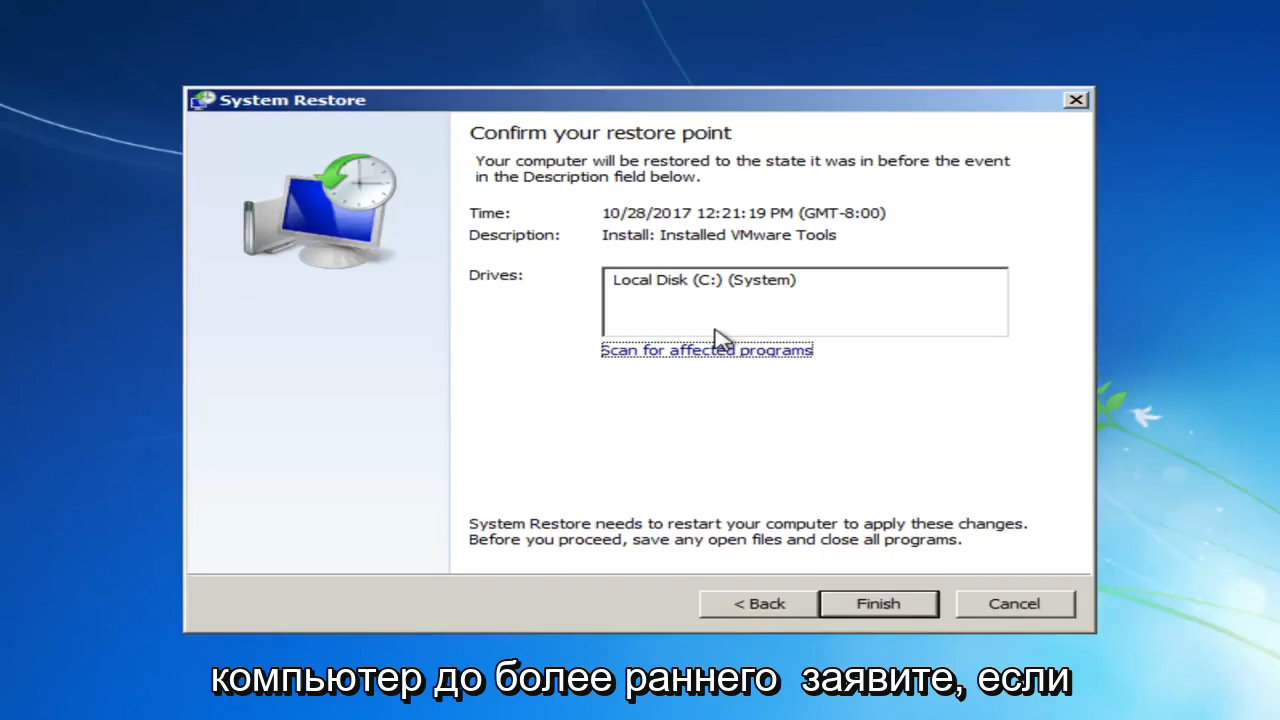 System Restore
Confirm your restore point
Your computer will be restored to the state it was in before the event
in the Description field below.
Time: 10/28/2017 12:21:19 PM (GMT-8:00)
Description: Install: Installed VMware Tools
Drives: Local Disk (C:) (System)
Scan for affected programs
System Restore needs to restart your computer to apply these changes.
Before you proceed, save any open files and close all programs.
< Back Finish Cancel
компьютер до более раннего заявите, если